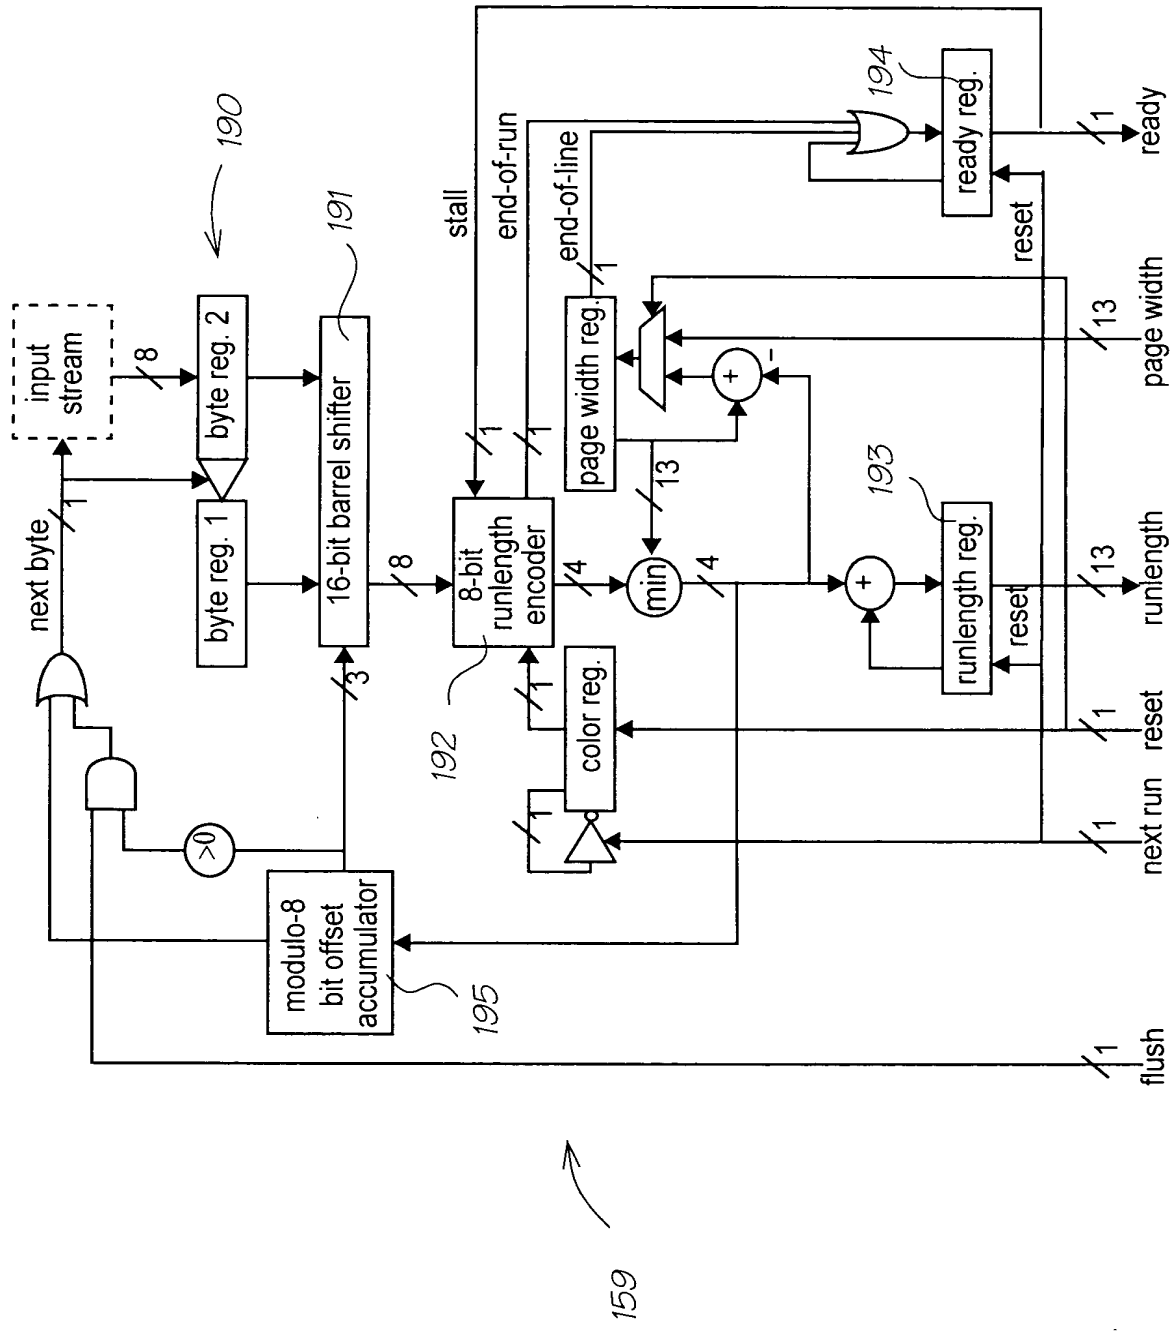 input
stream
8
190
next byte
1
byte reg. 1
byte reg. 2
191
16-bit barrel shifter
3
8
>0
modulo-8
bit offset
accumulator
195
192
8-bit
runlength
encoder
stall
1
end-of-run
1
end-of-line
1
4
min
4
13
page width reg.
color reg.
1
1
+
-
+
193
runlength reg.
reset
194
ready reg.
reset
1
flush
1
next run
1
reset
13
runlength
13
page width
1
ready
159